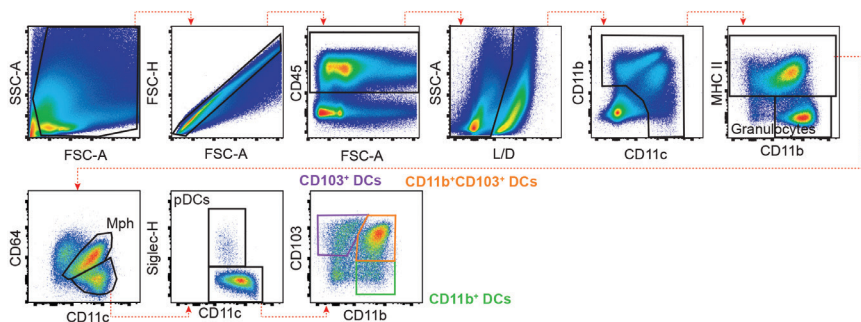 SSC-A
FSC-A
FSC-H
FSC-A
CD45
FSC-A
SSC-A
L/D
CD11b
CD11c
MHC II
Granulocytes
CD11b
CD103⁺ DCs
CD11b⁺CD103⁺ DCs
CD64
Mph
CD11c
Siglec-H
pDCs
CD11c
CD103
CD11b
CD11b⁺ DCs